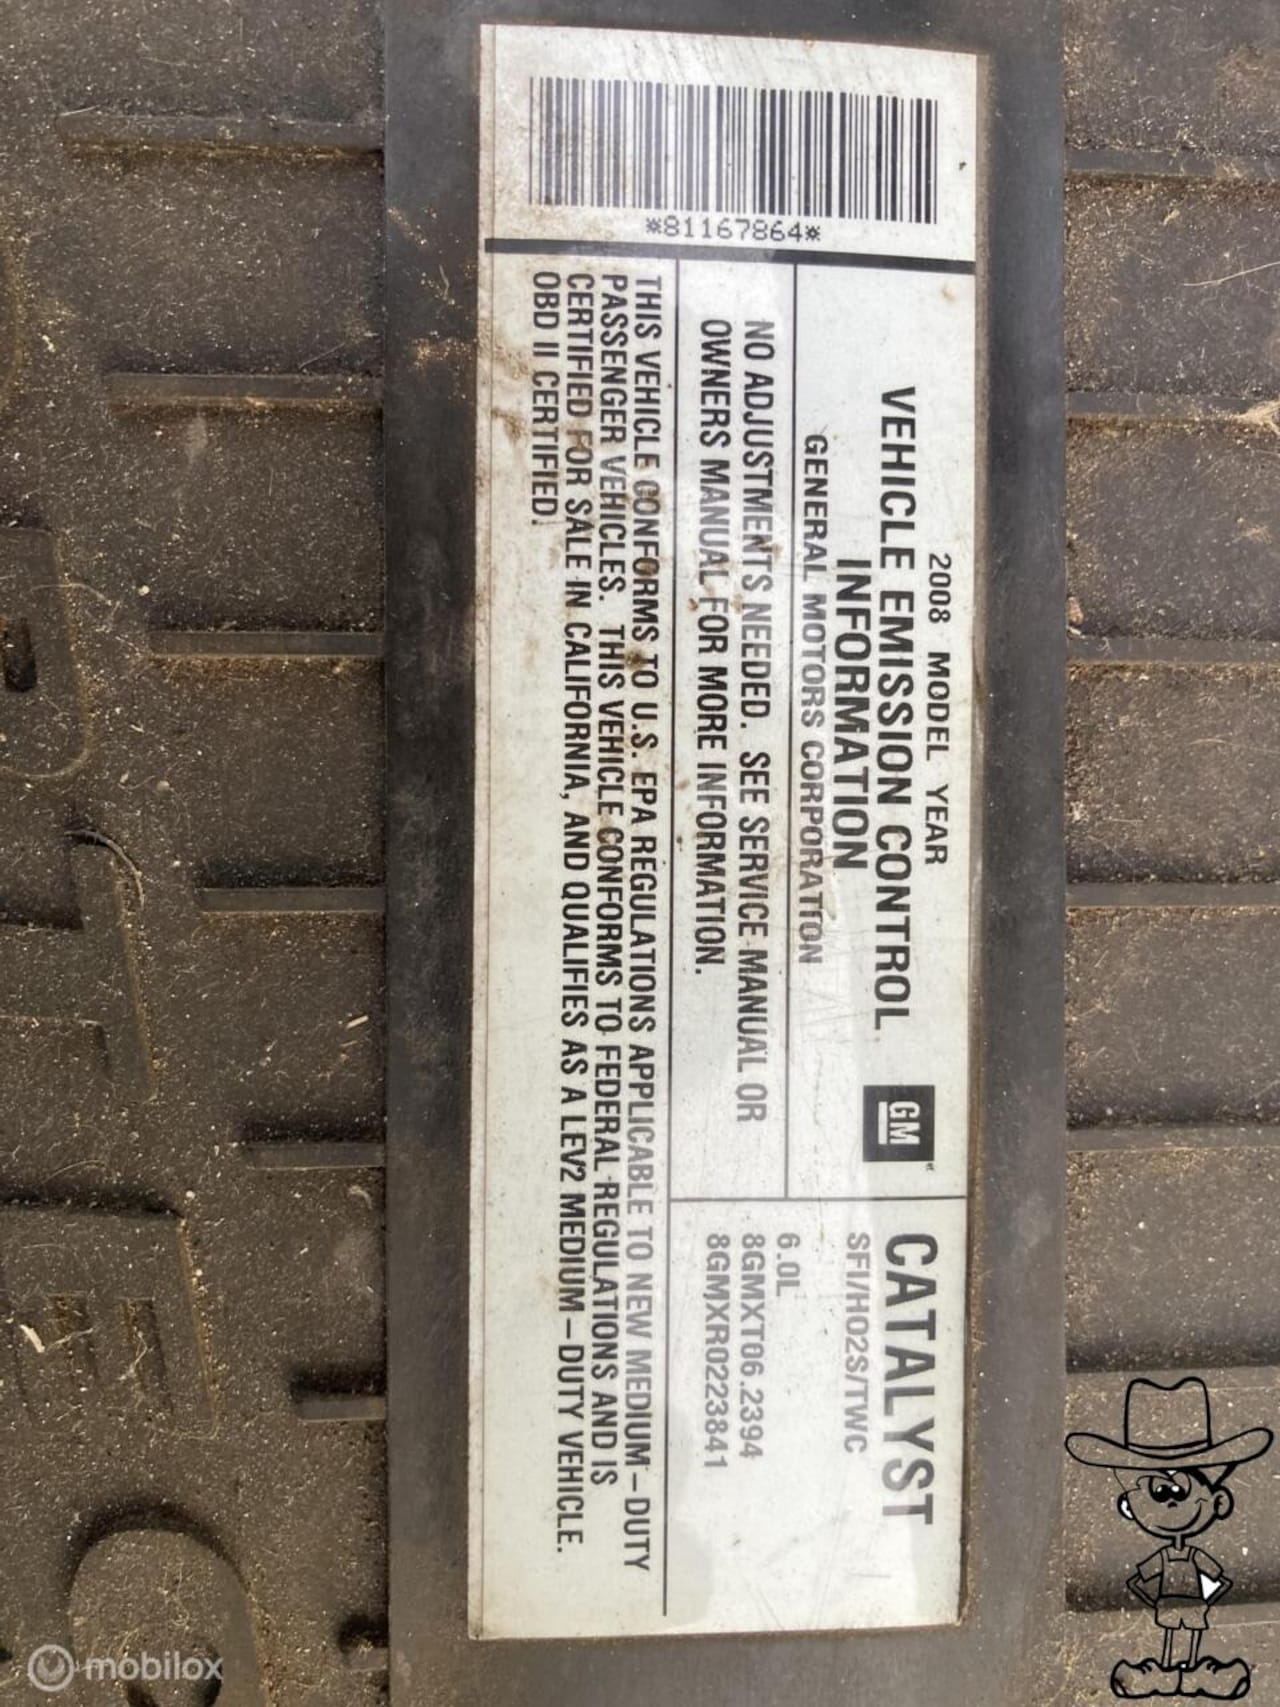 *81167864*
2008 MODEL YEAR
VEHICLE EMISSION CONTROL
INFORMATION
GENERAL MOTORS CORPORATION
GM
CATALYST
SFI/HO2S/TWC
6.0L
8GMXT06.2394
8GMXR0223841
NO ADJUSTMENTS NEEDED. SEE SERVICE MANUAL OR
OWNERS MANUAL FOR MORE INFORMATION.
THIS VEHICLE CONFORMS TO U.S. EPA REGULATIONS APPLICABLE TO NEW MEDIUM-DUTY
PASSENGER VEHICLES. THIS VEHICLE CONFORMS TO FEDERAL REGULATIONS AND IS
CERTIFIED FOR SALE IN CALIFORNIA, AND QUALIFIES AS A LEV2 MEDIUM-DUTY VEHICLE.
OBD II CERTIFIED.
mobilox